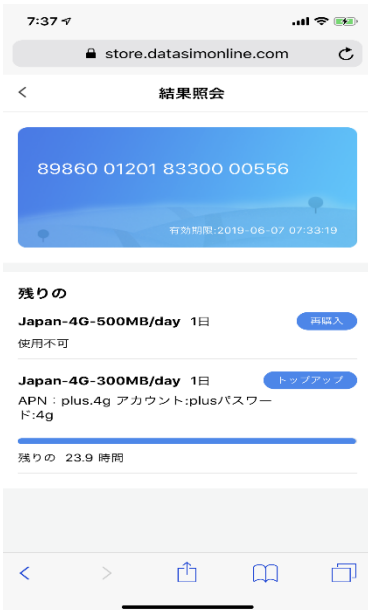 7:37
store.datasimonline.com
結果照会
89860 01201 83300 00556
有効期限:2019-06-07 07:33:19
残りの
Japan-4G-500MB/day 1日
再購入
使用不可
Japan-4G-300MB/day 1日
トップアップ
APN：plus.4g アカウント:plusパスワー
ド:4g
残りの 23.9 時間